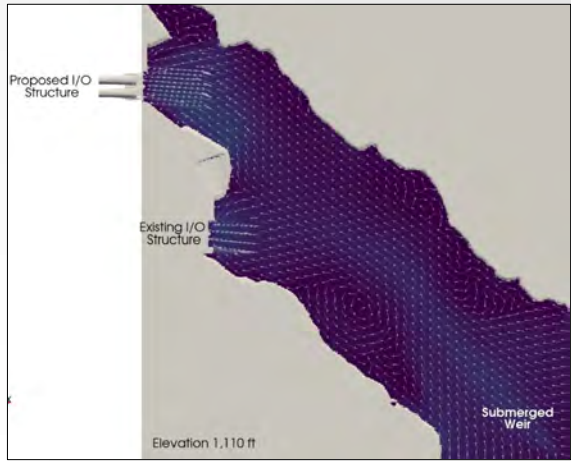 Proposed I/O
Structure
Existing I/O
Structure
Submerged
Weir
Elevation 1,110 ft